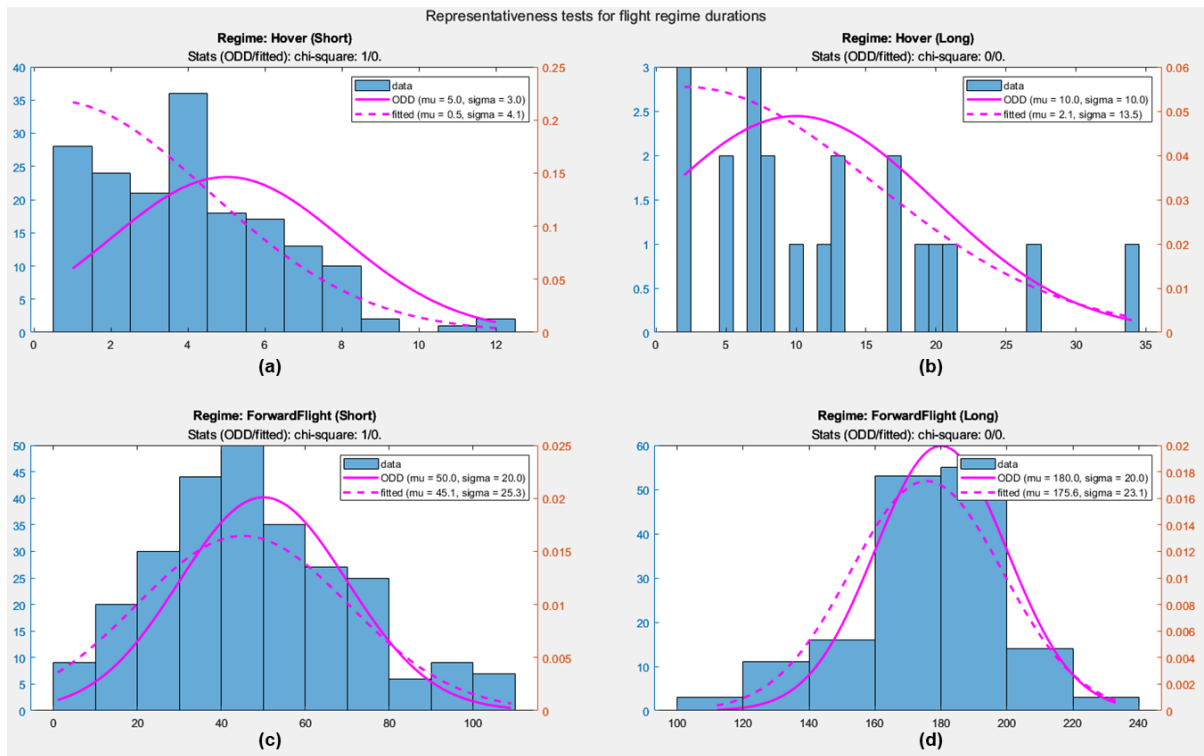 Representativeness tests for flight regime durations
Regime: Hover (Short)
Stats (ODD/fitted): chi-square: 1/0.
40
35
30
25
20
15
10
5
0
0.25
0.2
0.15
0.1
0.05
0
data
ODD (mu = 5.0, sigma = 3.0)
fitted (mu = 0.5, sigma = 4.1)
0 2 4 6 8 10 12
(a)
Regime: Hover (Long)
Stats (ODD/fitted): chi-square: 0/0.
3
2.5
2
1.5
1
0.5
0
0.06
0.05
0.04
0.03
0.02
0.01
0
data
ODD (mu = 10.0, sigma = 10.0)
fitted (mu = 2.1, sigma = 13.5)
0 5 10 15 20 25 30 35
(b)
Regime: ForwardFlight (Short)
Stats (ODD/fitted): chi-square: 1/0.
50
45
40
35
30
25
20
15
10
5
0
0.025
0.02
0.015
0.01
0.005
0
data
ODD (mu = 50.0, sigma = 20.0)
fitted (mu = 45.1, sigma = 25.3)
0 20 40 60 80 100
(c)
Regime: ForwardFlight (Long)
Stats (ODD/fitted): chi-square: 0/0.
60
50
40
30
20
10
0
0.02
0.018
0.016
0.014
0.012
0.01
0.008
0.006
0.004
0.002
0
data
ODD (mu = 180.0, sigma = 20.0)
fitted (mu = 175.6, sigma = 23.1)
100 120 140 160 180 200 220 240
(d)